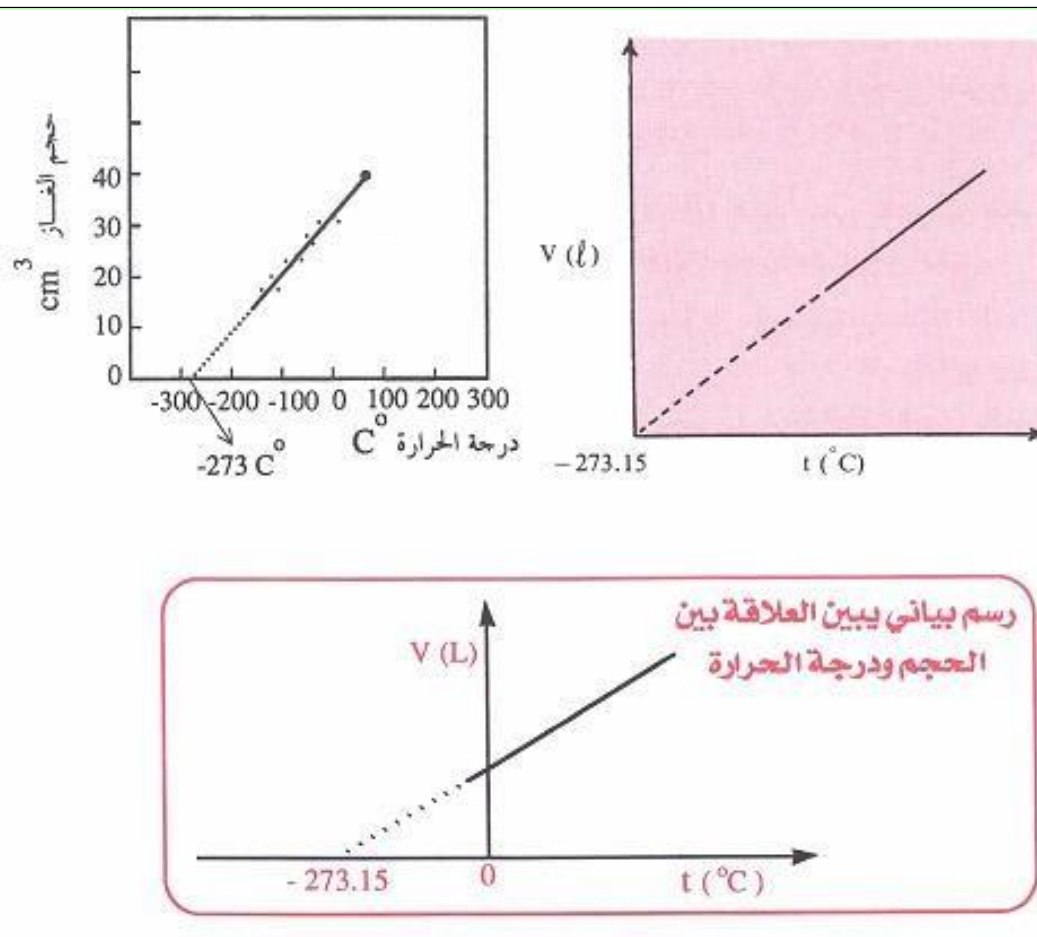 حجم الغاز cm3
40
30
20
10
0
-300 -200 -100 0 100 200 300
درجة الحرارة C°
-273 C°
V (ℓ)
– 273.15
t (°C)
رسم بياني يبين العلاقة بين
الحجم ودرجة الحرارة
V (L)
- 273.15
0
t (°C)